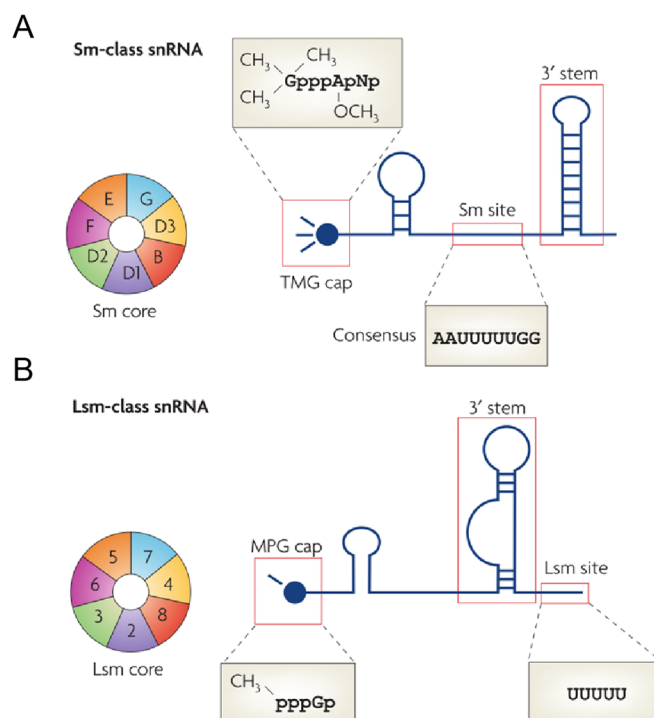 A
Sm-class snRNA
CH₃
CH₃
GpppApNp
CH₃
OCH₃
3′ stem
E
G
F
D3
D2
B
D1
Sm core
TMG cap
Sm site
Consensus
AAUUUUUGG
B
Lsm-class snRNA
3′ stem
5
7
6
4
3
8
2
Lsm core
MPG cap
Lsm site
CH₃
pppGp
UUUUU